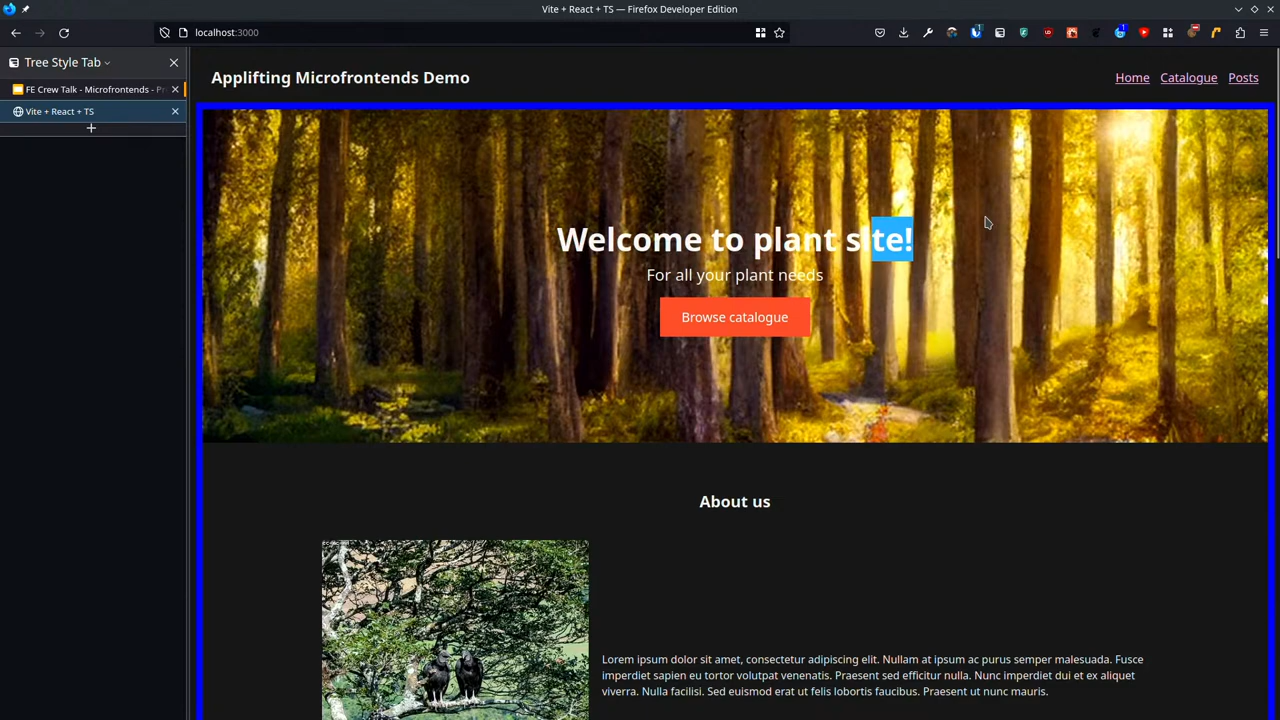 Vite + React + TS — Firefox Developer Edition
localhost:3000
Tree Style Tab
FE Crew Talk - Microfrontends - Pr
Vite + React + TS
Applifting Microfrontends Demo
Home Catalogue Posts
Welcome to plant site!
For all your plant needs
Browse catalogue
About us
Lorem ipsum dolor sit amet, consectetur adipiscing elit. Nullam at ipsum ac purus semper malesuada. Fusce
imperdiet sapien eu tortor volutpat venenatis. Praesent sed efficitur nulla. Nunc imperdiet dui et ex aliquet
viverra. Nulla facilisi. Sed euismod erat ut felis lobortis faucibus. Praesent ut nunc mauris.